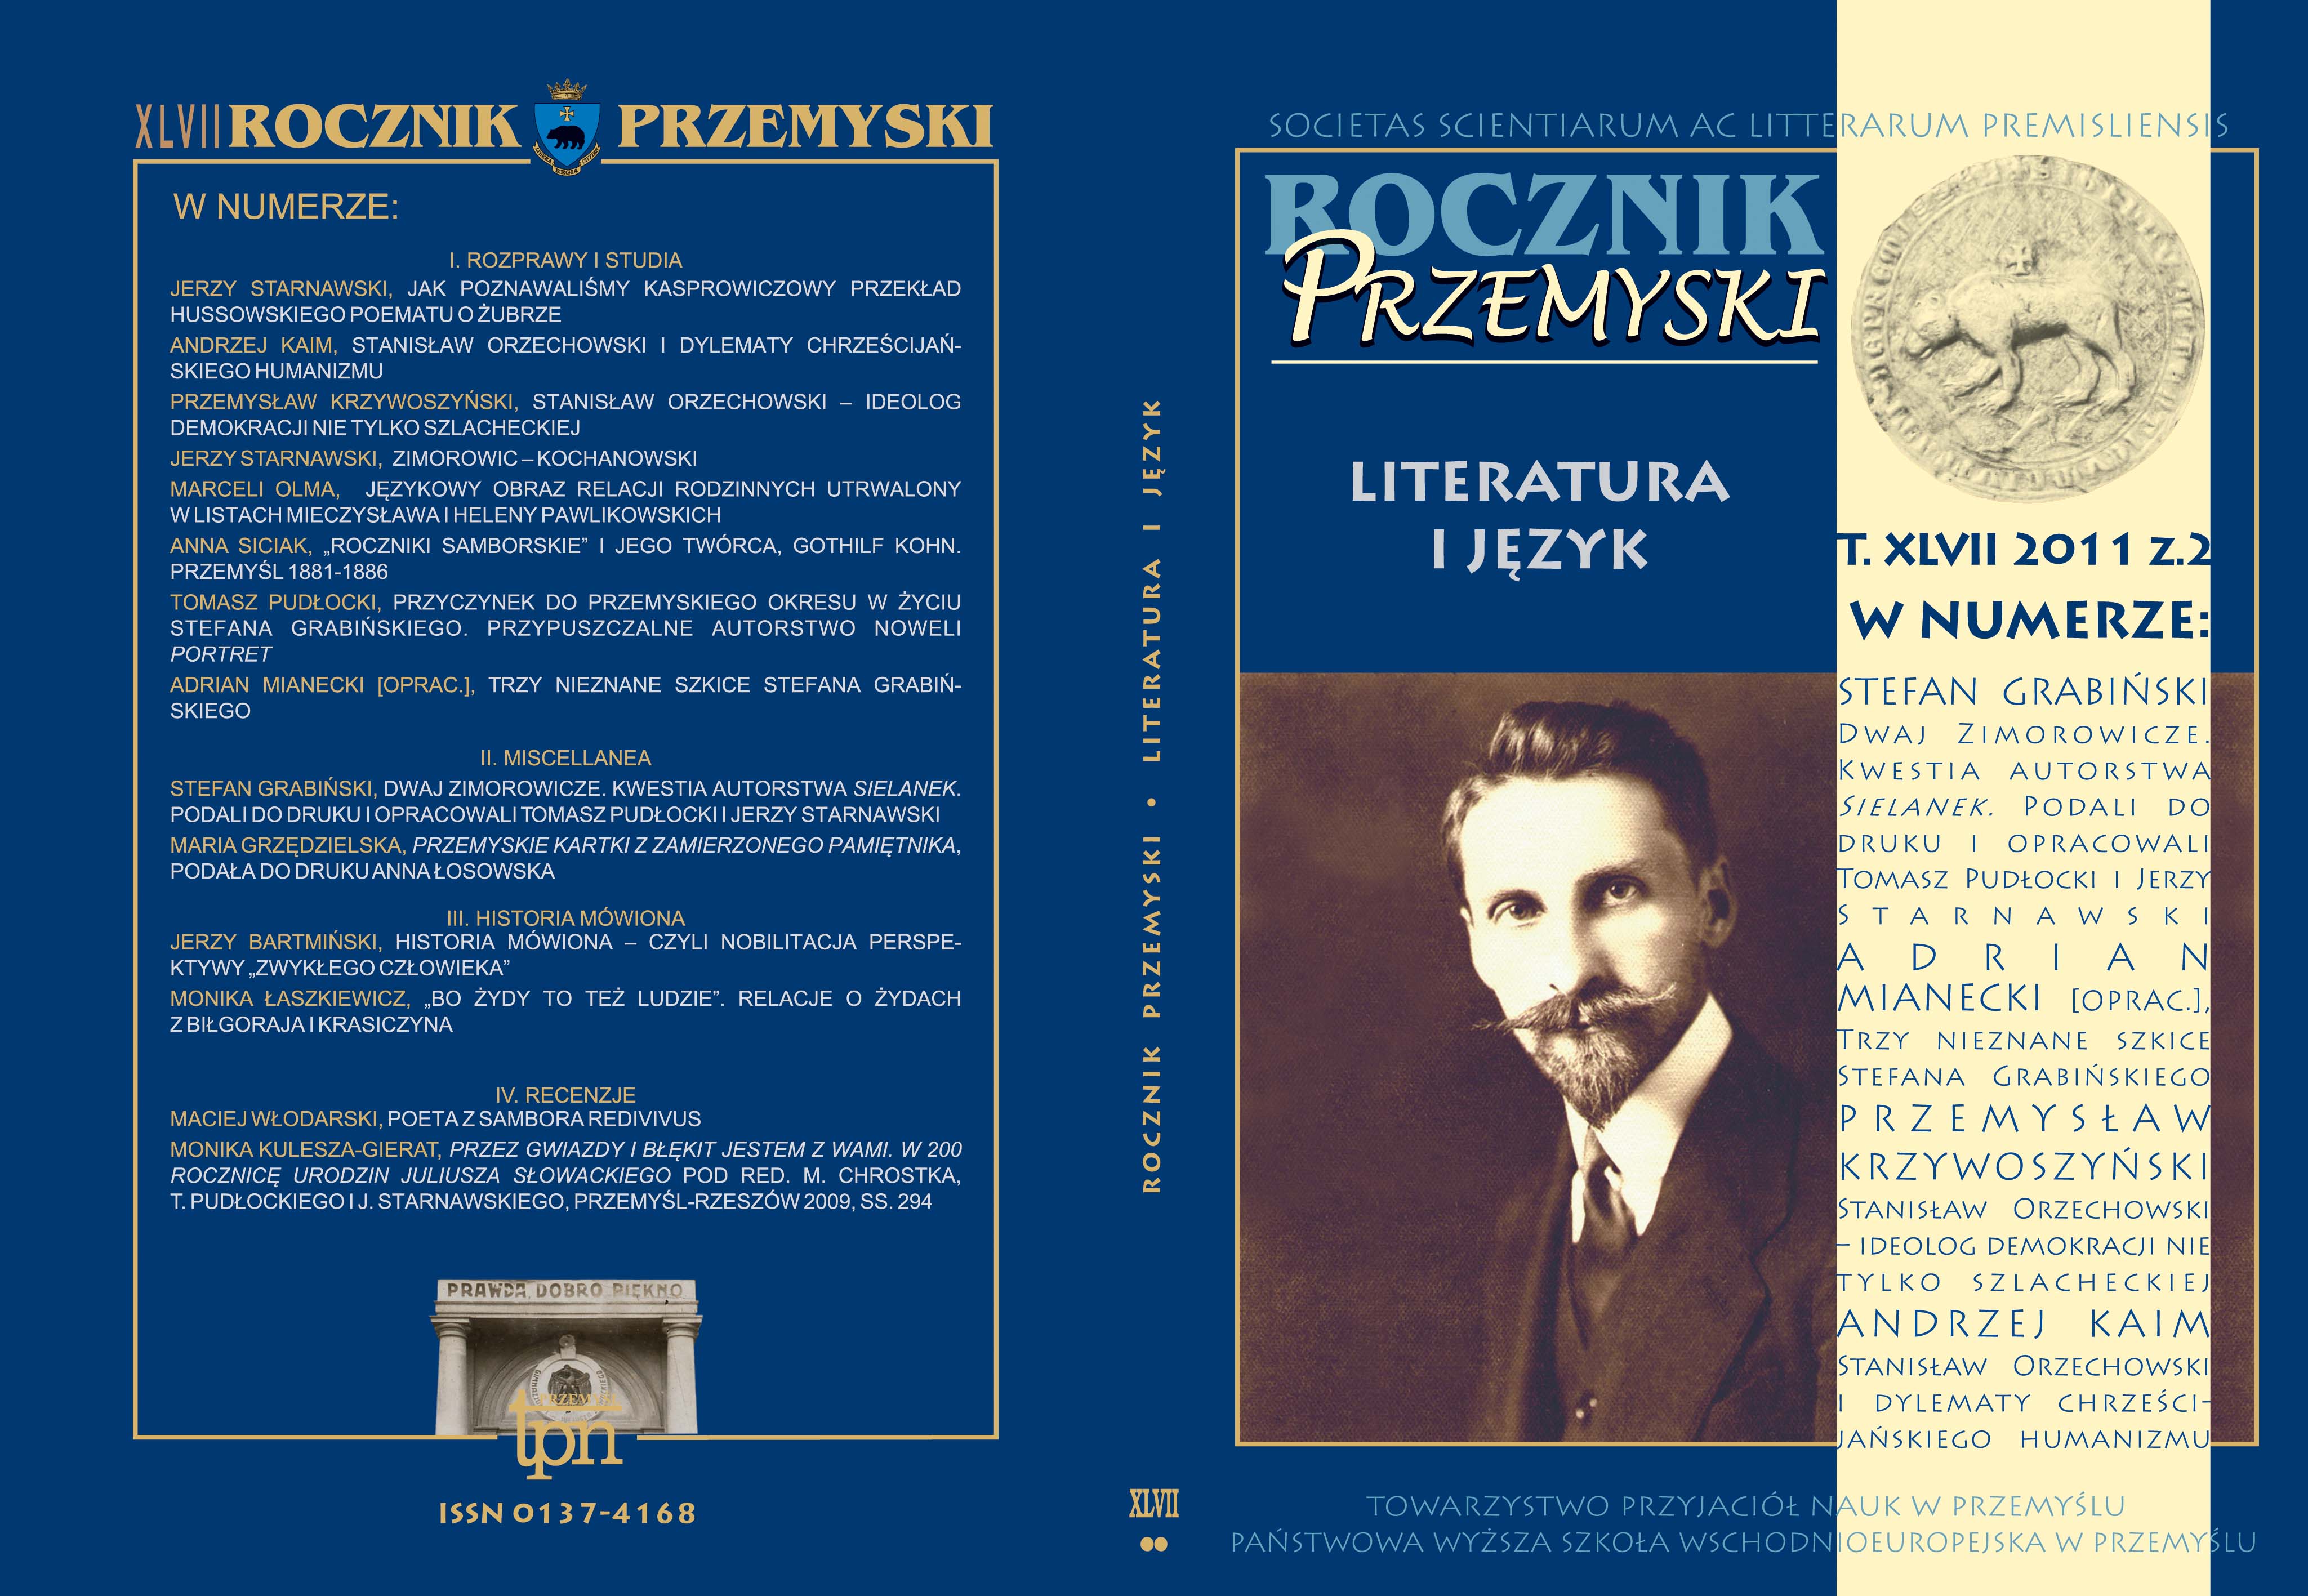 XLVII ROCZNIK PRZEMYSKI
W NUMERZE:
I. ROZPRAWY I STUDIA
JERZY STARNAWSKI, JAK POZNAWALIŚMY KASPROWICZOWY PRZEKŁAD
HUSSOWSKIEGO POEMATU O ŻUBRZE
ANDRZEJ KAIM, STANISŁAW ORZECHOWSKI I DYLEMATY CHRZEŚCIJAŃ-
SKIEGO HUMANIZMU
PRZEMYSŁAW KRZYWOSZYŃSKI, STANISŁAW ORZECHOWSKI – IDEOLOG
DEMOKRACJI NIE TYLKO SZLACHECKIEJ
JERZY STARNAWSKI, ZIMOROWIC – KOCHANOWSKI
MARCELI OLMA, JĘZYKOWY OBRAZ RELACJI RODZINNYCH UTRWALONY
W LISTACH MIECZYSŁAWA I HELENY PAWLIKOWSKICH
ANNA SICIAK, „ROCZNIKI SAMBORSKIE” I JEGO TWÓRCA, GOTHILF KOHN.
PRZEMYŚL 1881-1886
TOMASZ PUDŁOCKI, PRZYCZYNEK DO PRZEMYSKIEGO OKRESU W ŻYCIU
STEFANA GRABIŃSKIEGO. PRZYPUSZCZALNE AUTORSTWO NOWELI
PORTRET
ADRIAN MIANECKI [OPRAC.], TRZY NIEZNANE SZKICE STEFANA GRABIŃ-
SKIEGO
II. MISCELLANEA
STEFAN GRABIŃSKI, DWAJ ZIMOROWICZE. KWESTIA AUTORSTWA SIELANEK.
PODALI DO DRUKU I OPRACOWALI TOMASZ PUDŁOCKI I JERZY STARNAWSKI
MARIA GRZĘDZIELSKA, PRZEMYSKIE KARTKI Z ZAMIERZONEGO PAMIĘTNIKA,
PODAŁA DO DRUKU ANNA ŁOSOWSKA
III. HISTORIA MÓWIONA
JERZY BARTMIŃSKI, HISTORIA MÓWIONA – CZYLI NOBILITACJA PERSPE-
KTYWY „ZWYKŁEGO CZŁOWIEKA”
MONIKA ŁASZKIEWICZ, „BO ŻYDY TO TEŻ LUDZIE”. RELACJE O ŻYDACH
Z BIŁGORAJA I KRASICZYNA
IV. RECENZJE
MACIEJ WŁODARSKI, POETA Z SAMBORA REDIVIVUS
MONIKA KULESZA-GIERAT, PRZEZ GWIAZDY I BŁĘKIT JESTEM Z WAMI. W 200
ROCZNICĘ URODZIN JULIUSZA SŁOWACKIEGO POD RED. M. CHROSTKA,
T. PUDŁOCKIEGO I J. STARNAWSKIEGO, PRZEMYŚL-RZESZÓW 2009, SS. 294
PRAWDA, DOBRO PIĘKNO
PRZEMYŚL
tpn
ISSN 0137-4168
ROCZNIK PRZEMYSKI • LITERATURA I JĘZYK
XLVII
SOCIETAS SCIENTIARUM AC LITTERARUM PREMISLIENSIS
ROCZNIK
PRZEMYSKI
LITERATURA
I JĘZYK
T. XLVII 2011 Z.2
W NUMERZE:
STEFAN GRABIŃSKI
DWAJ ZIMOROWICZE.
KWESTIA AUTORSTWA
SIELANEK. PODALI DO
DRUKU I OPRACOWALI
TOMASZ PUDŁOCKI I JERZY
STARNAWSKI
ADRIAN
MIANECKI [OPRAC.],
TRZY NIEZNANE SZKICE
STEFANA GRABIŃSKIEGO
PRZEMYSŁAW
KRZYWOSZYŃSKI
STANISŁAW ORZECHOWSKI
– IDEOLOG DEMOKRACJI NIE
TYLKO SZLACHECKIEJ
ANDRZEJ KAIM
STANISŁAW ORZECHOWSKI
I DYLEMATY CHRZEŚCI-
JAŃSKIEGO HUMANIZMU
TOWARZYSTWO PRZYJACIÓŁ NAUK W PRZEMYŚLU
PAŃSTWOWA WYŻSZA SZKOŁA WSCHODNIOEUROPEJSKA W PRZEMYŚLU